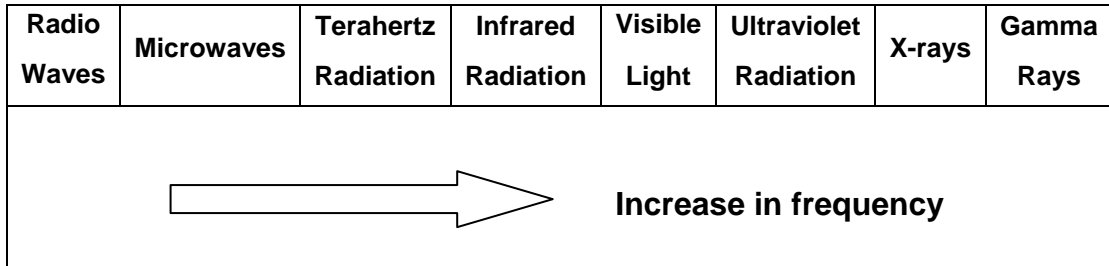 Radio Waves
Microwaves
Terahertz Radiation
Infrared Radiation
Visible Light
Ultraviolet Radiation
X-rays
Gamma Rays
Increase in frequency